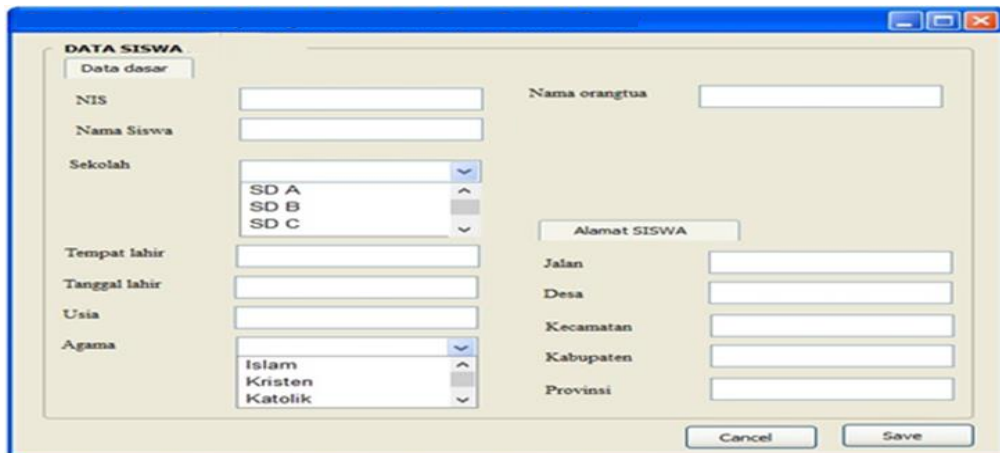 DATA SISWA
Data dasar
NIS
Nama Siswa
Sekolah
SD A
SD B
SD C
Tempat lahir
Tanggal lahir
Usia
Agama
Islam
Kristen
Katolik
Nama orangtua
Alamat SISWA
Jalan
Desa
Kecamatan
Kabupaten
Provinsi
Cancel
Save